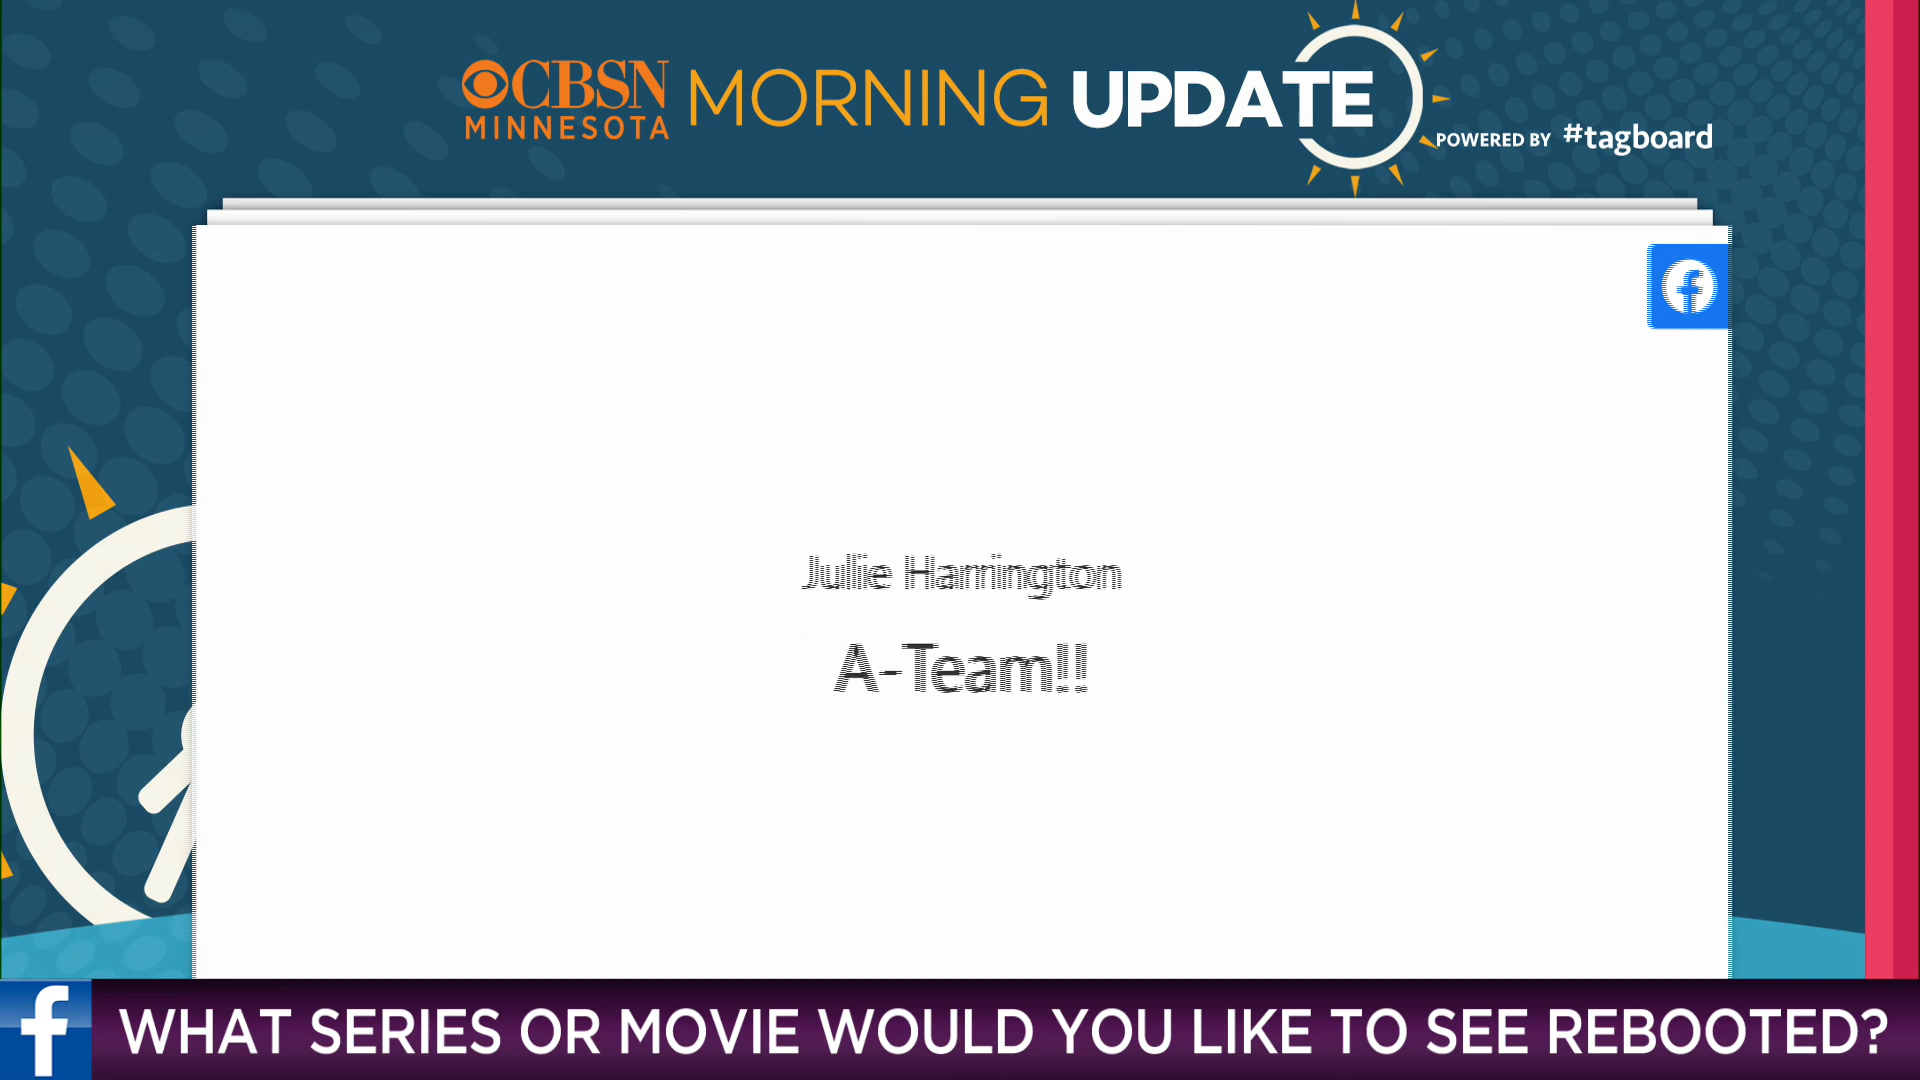 CBSN
MINNESOTA
MORNING UPDATE
POWERED BY #tagboard
Julie Harrington
A-Team!!
WHAT SERIES OR MOVIE WOULD YOU LIKE TO SEE REBOOTED?